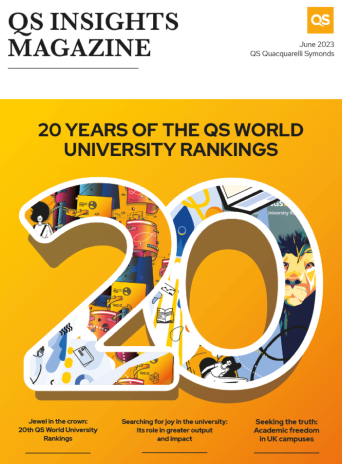 QS INSIGHTS
MAGAZINE
QS
June 2023
QS Quacquarelli Symonds
20 YEARS OF THE QS WORLD
UNIVERSITY RANKINGS
20
Jewel in the crown:
20th QS World University
Rankings
Searching for joy in the university:
Its role in greater output
and impact
Seeking the truth:
Academic freedom
in UK campuses